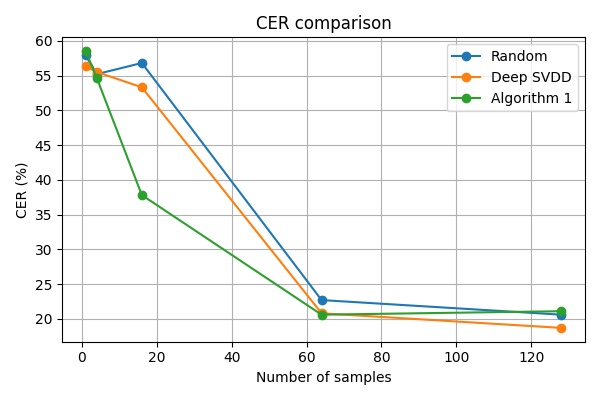 CER comparison
60
55
50
45
40
35
30
25
20
CER (%)
Random
Deep SVDD
Algorithm 1
0
20
40
60
80
100
120
Number of samples